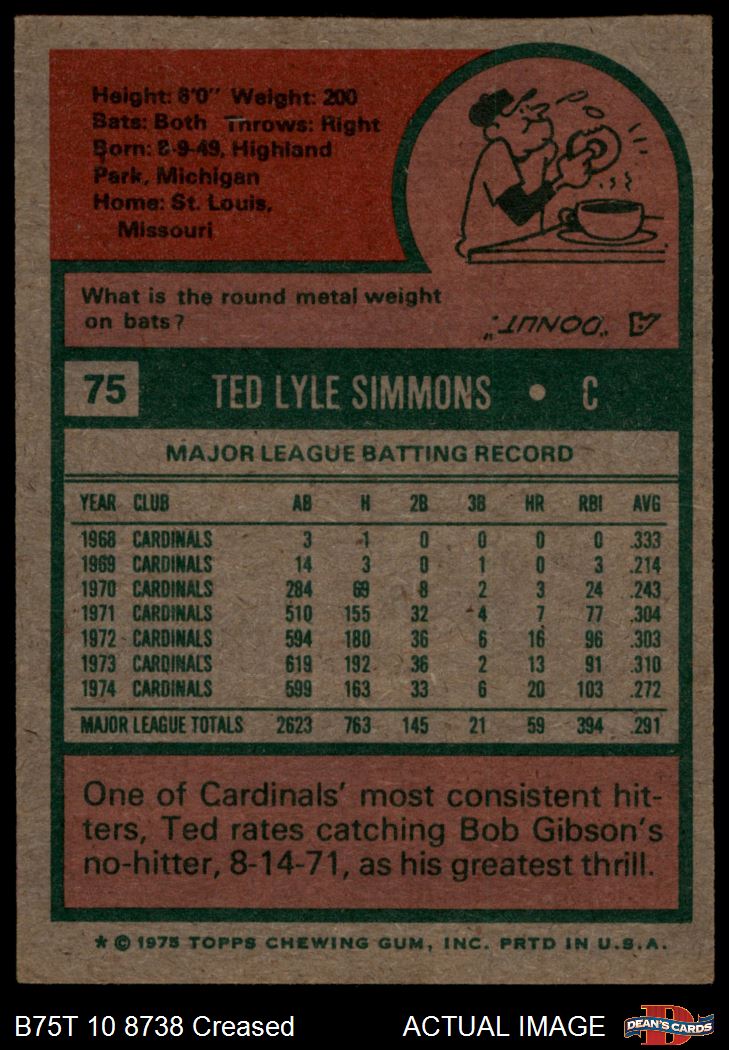 Height: 6'0" Weight: 200
Bats: Both Throws: Right
Born: 8-9-49, Highland
Park, Michigan
Home: St. Louis,
Missouri
What is the round metal weight
on bats?
A "DONUT."
75 TED LYLE SIMMONS • C
MAJOR LEAGUE BATTING RECORD
YEAR CLUB AB H 2B 3B HR RBI AVG
1968 CARDINALS 3 1 0 0 0 0 .333
1969 CARDINALS 14 3 0 1 0 3 .214
1970 CARDINALS 284 69 8 2 3 24 .243
1971 CARDINALS 510 155 32 4 7 77 .304
1972 CARDINALS 594 180 36 6 16 96 .303
1973 CARDINALS 619 192 36 2 13 91 .310
1974 CARDINALS 599 163 33 6 20 103 .272
MAJOR LEAGUE TOTALS 2623 763 145 21 59 394 .291
One of Cardinals' most consistent hit-
ters, Ted rates catching Bob Gibson's
no-hitter, 8-14-71, as his greatest thrill.
* © 1975 TOPPS CHEWING GUM, INC. PRTD IN U.S.A.
B75T 10 8738 Creased ACTUAL IMAGE
D
DEAN'S CARDS